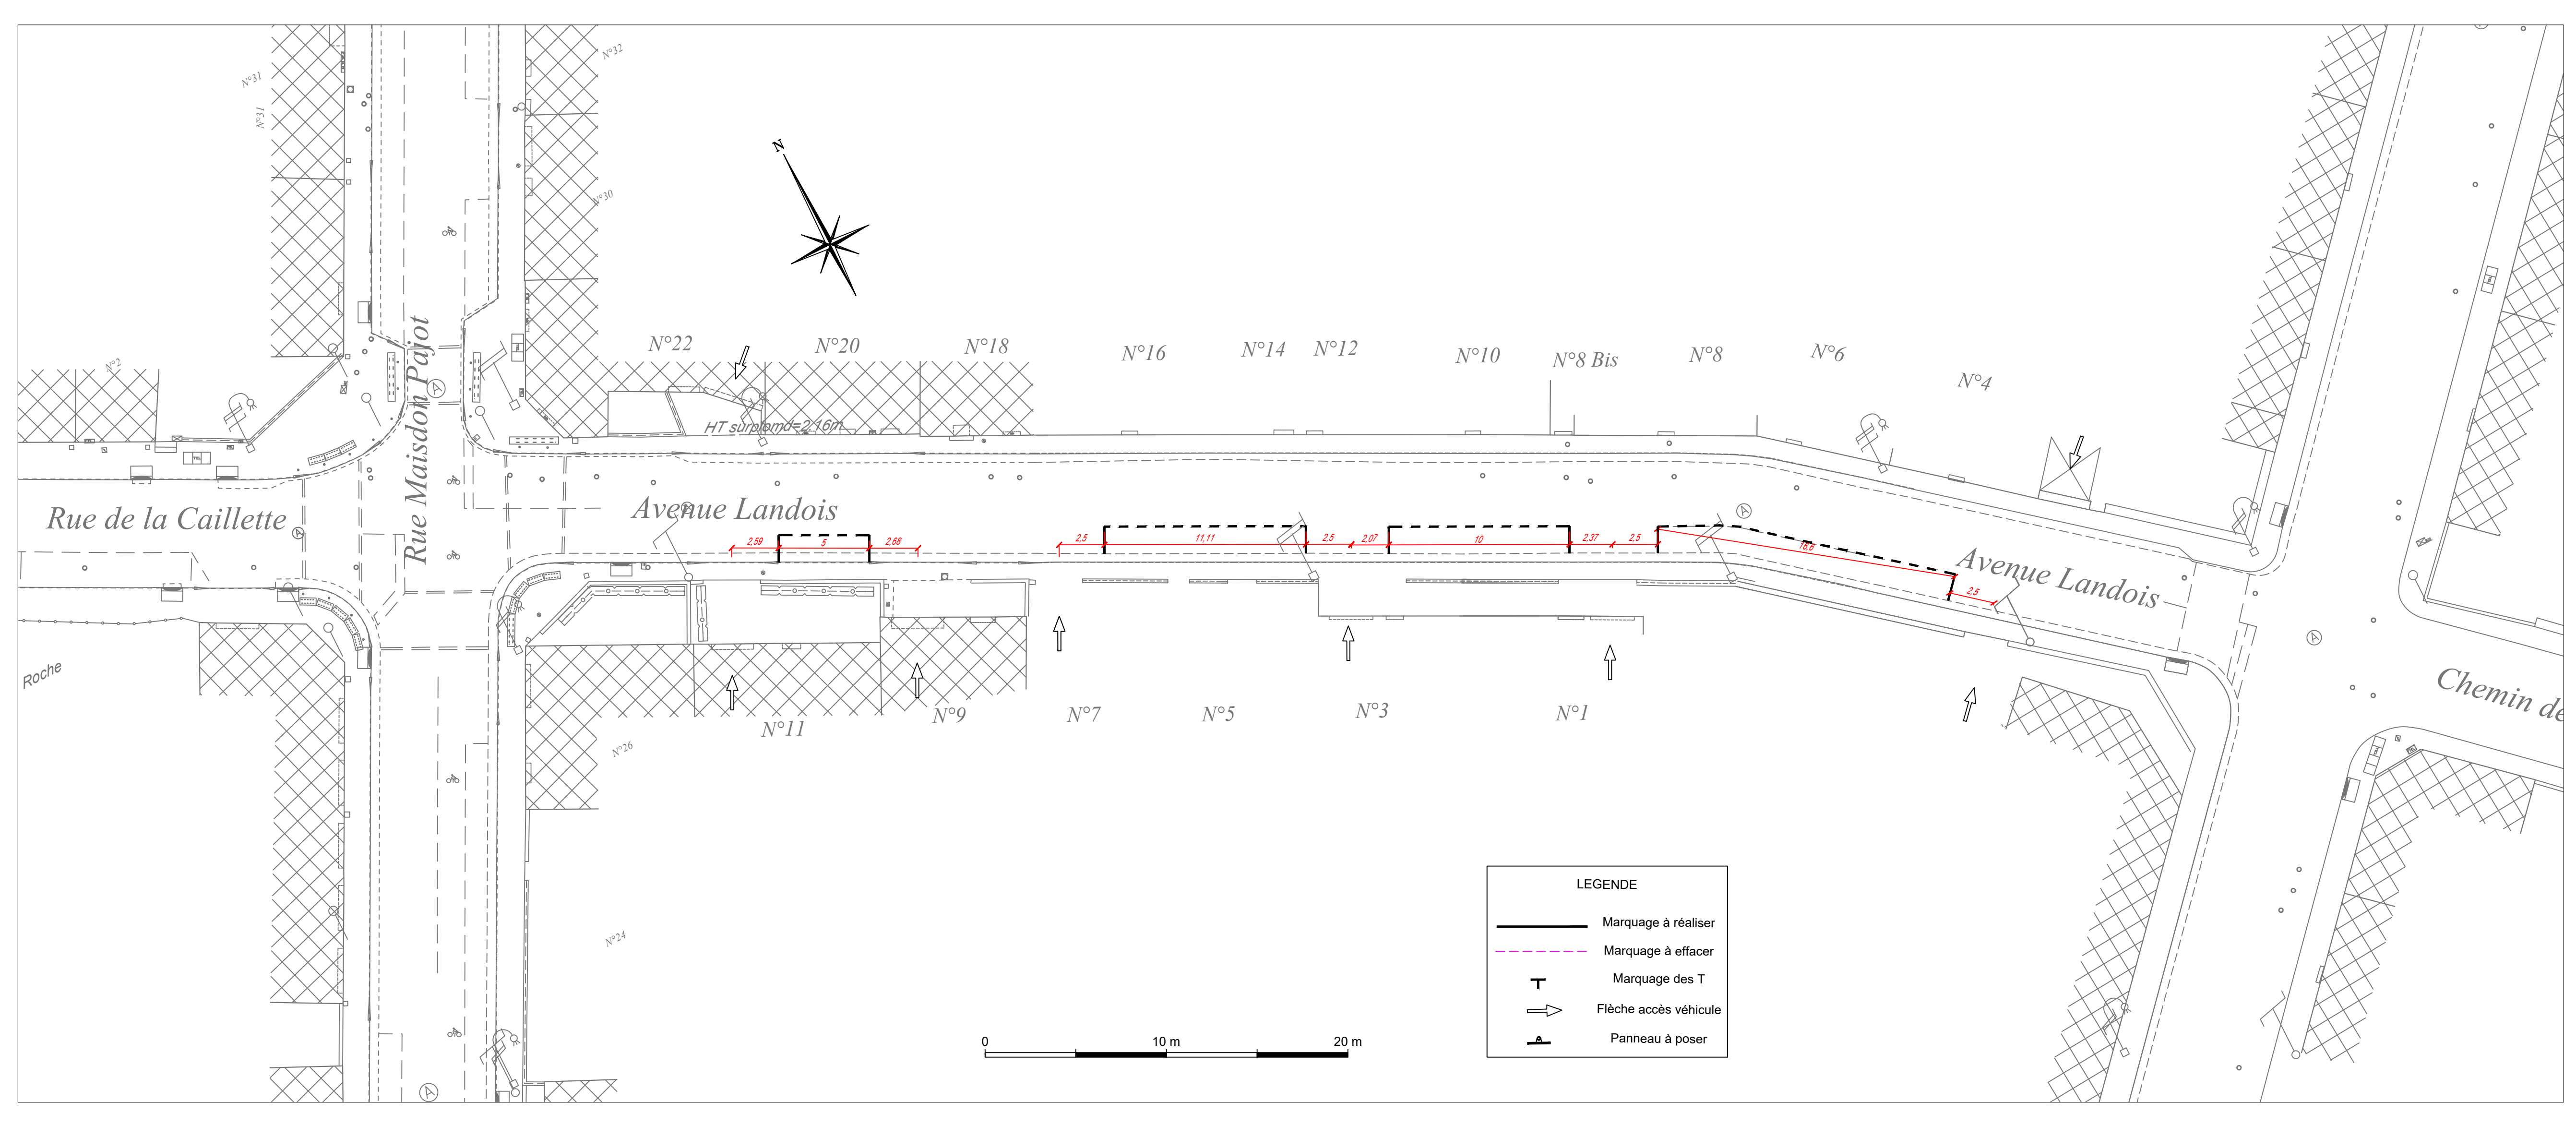 N°32
N°31
N°31
N
N°30
Rue Maisdon Pajot
N°22
N°20
N°18
N°16
N°14
N°12
N°10
N°8 Bis
N°8
N°6
N°4
N°2
HT surplomd=2,16m
Rue de la Caillette
Avenue Landois
2,59
5
2,68
2,5
11,11
2.5
2,07
10
2,37
2.5
16,6
2,5
Avenue Landois
Roche
Chemin de
N°11
N°9
N°7
N°5
N°3
N°1
N°26
N°24
LEGENDE
Marquage à réaliser
Marquage à effacer
Marquage des T
Flèche accès véhicule
Panneau à poser
0
10 m
20 m
A
A
A
A
A